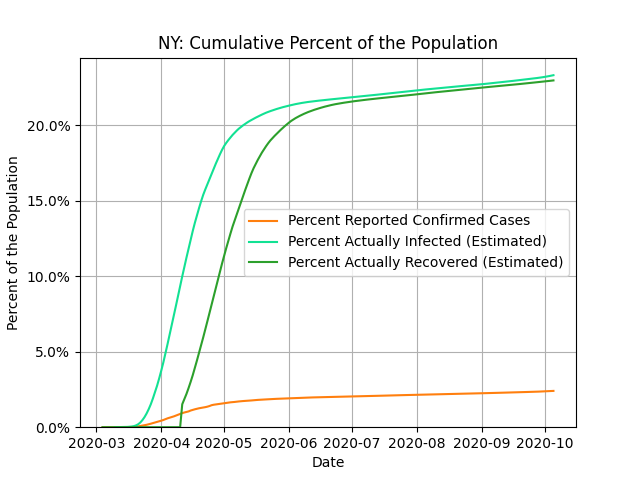 NY: Cumulative Percent of the Population
20.0%
15.0%
10.0%
5.0%
0.0%
Percent of the Population
Percent Reported Confirmed Cases
Percent Actually Infected (Estimated)
Percent Actually Recovered (Estimated)
2020-03 2020-04 2020-05 2020-06 2020-07 2020-08 2020-09 2020-10
Date